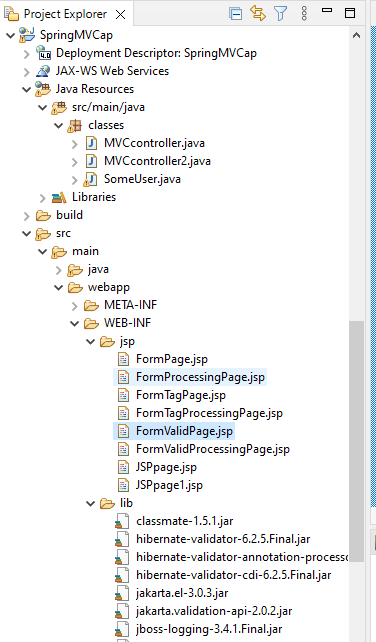 Project Explorer
SpringMVCap
Deployment Descriptor: SpringMVCap
JAX-WS Web Services
Java Resources
src/main/java
classes
MVCcontroller.java
MVCcontroller2.java
SomeUser.java
Libraries
build
src
main
java
webapp
META-INF
WEB-INF
jsp
FormPage.jsp
FormProcessingPage.jsp
FormTagPage.jsp
FormTagProcessingPage.jsp
FormValidPage.jsp
FormValidProcessingPage.jsp
JSPpage.jsp
JSPpage1.jsp
lib
classmate-1.5.1.jar
hibernate-validator-6.2.5.Final.jar
hibernate-validator-annotation-processo
hibernate-validator-cdi-6.2.5.Final.jar
jakarta.el-3.0.3.jar
jakarta.validation-api-2.0.2.jar
jboss-logging-3.4.1.Final.jar